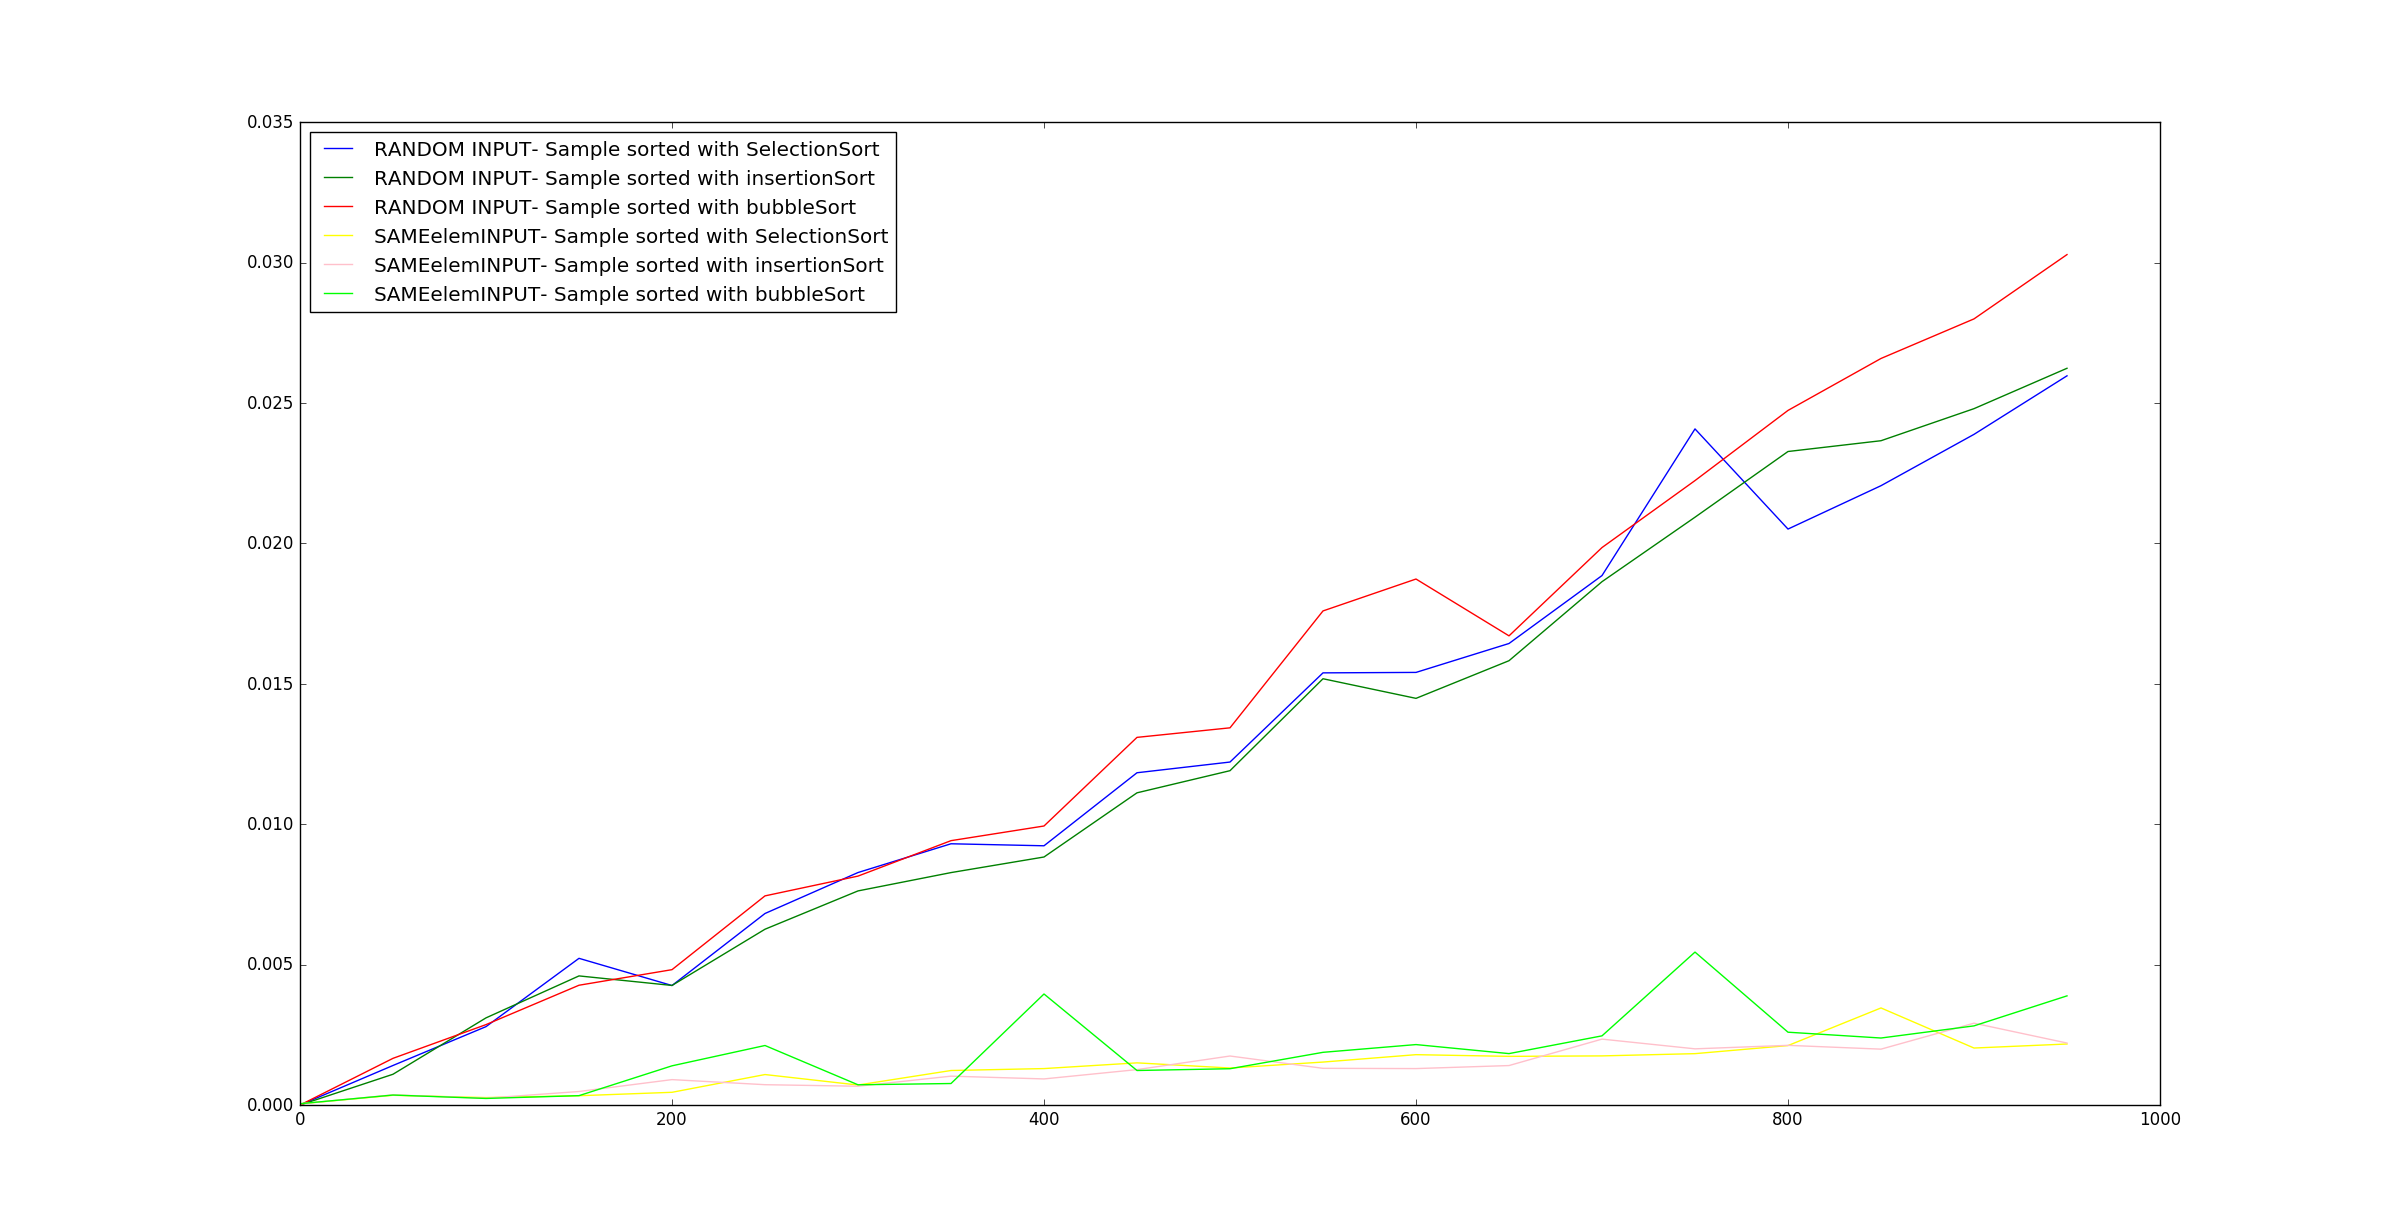 0.035
RANDOM INPUT- Sample sorted with SelectionSort
RANDOM INPUT- Sample sorted with insertionSort
RANDOM INPUT- Sample sorted with bubbleSort
SAMEelemINPUT- Sample sorted with SelectionSort
SAMEelemINPUT- Sample sorted with insertionSort
SAMEelemINPUT- Sample sorted with bubbleSort
0.030
0.025
0.020
0.015
0.010
0.005
0.000
0 200 400 600 800 1000